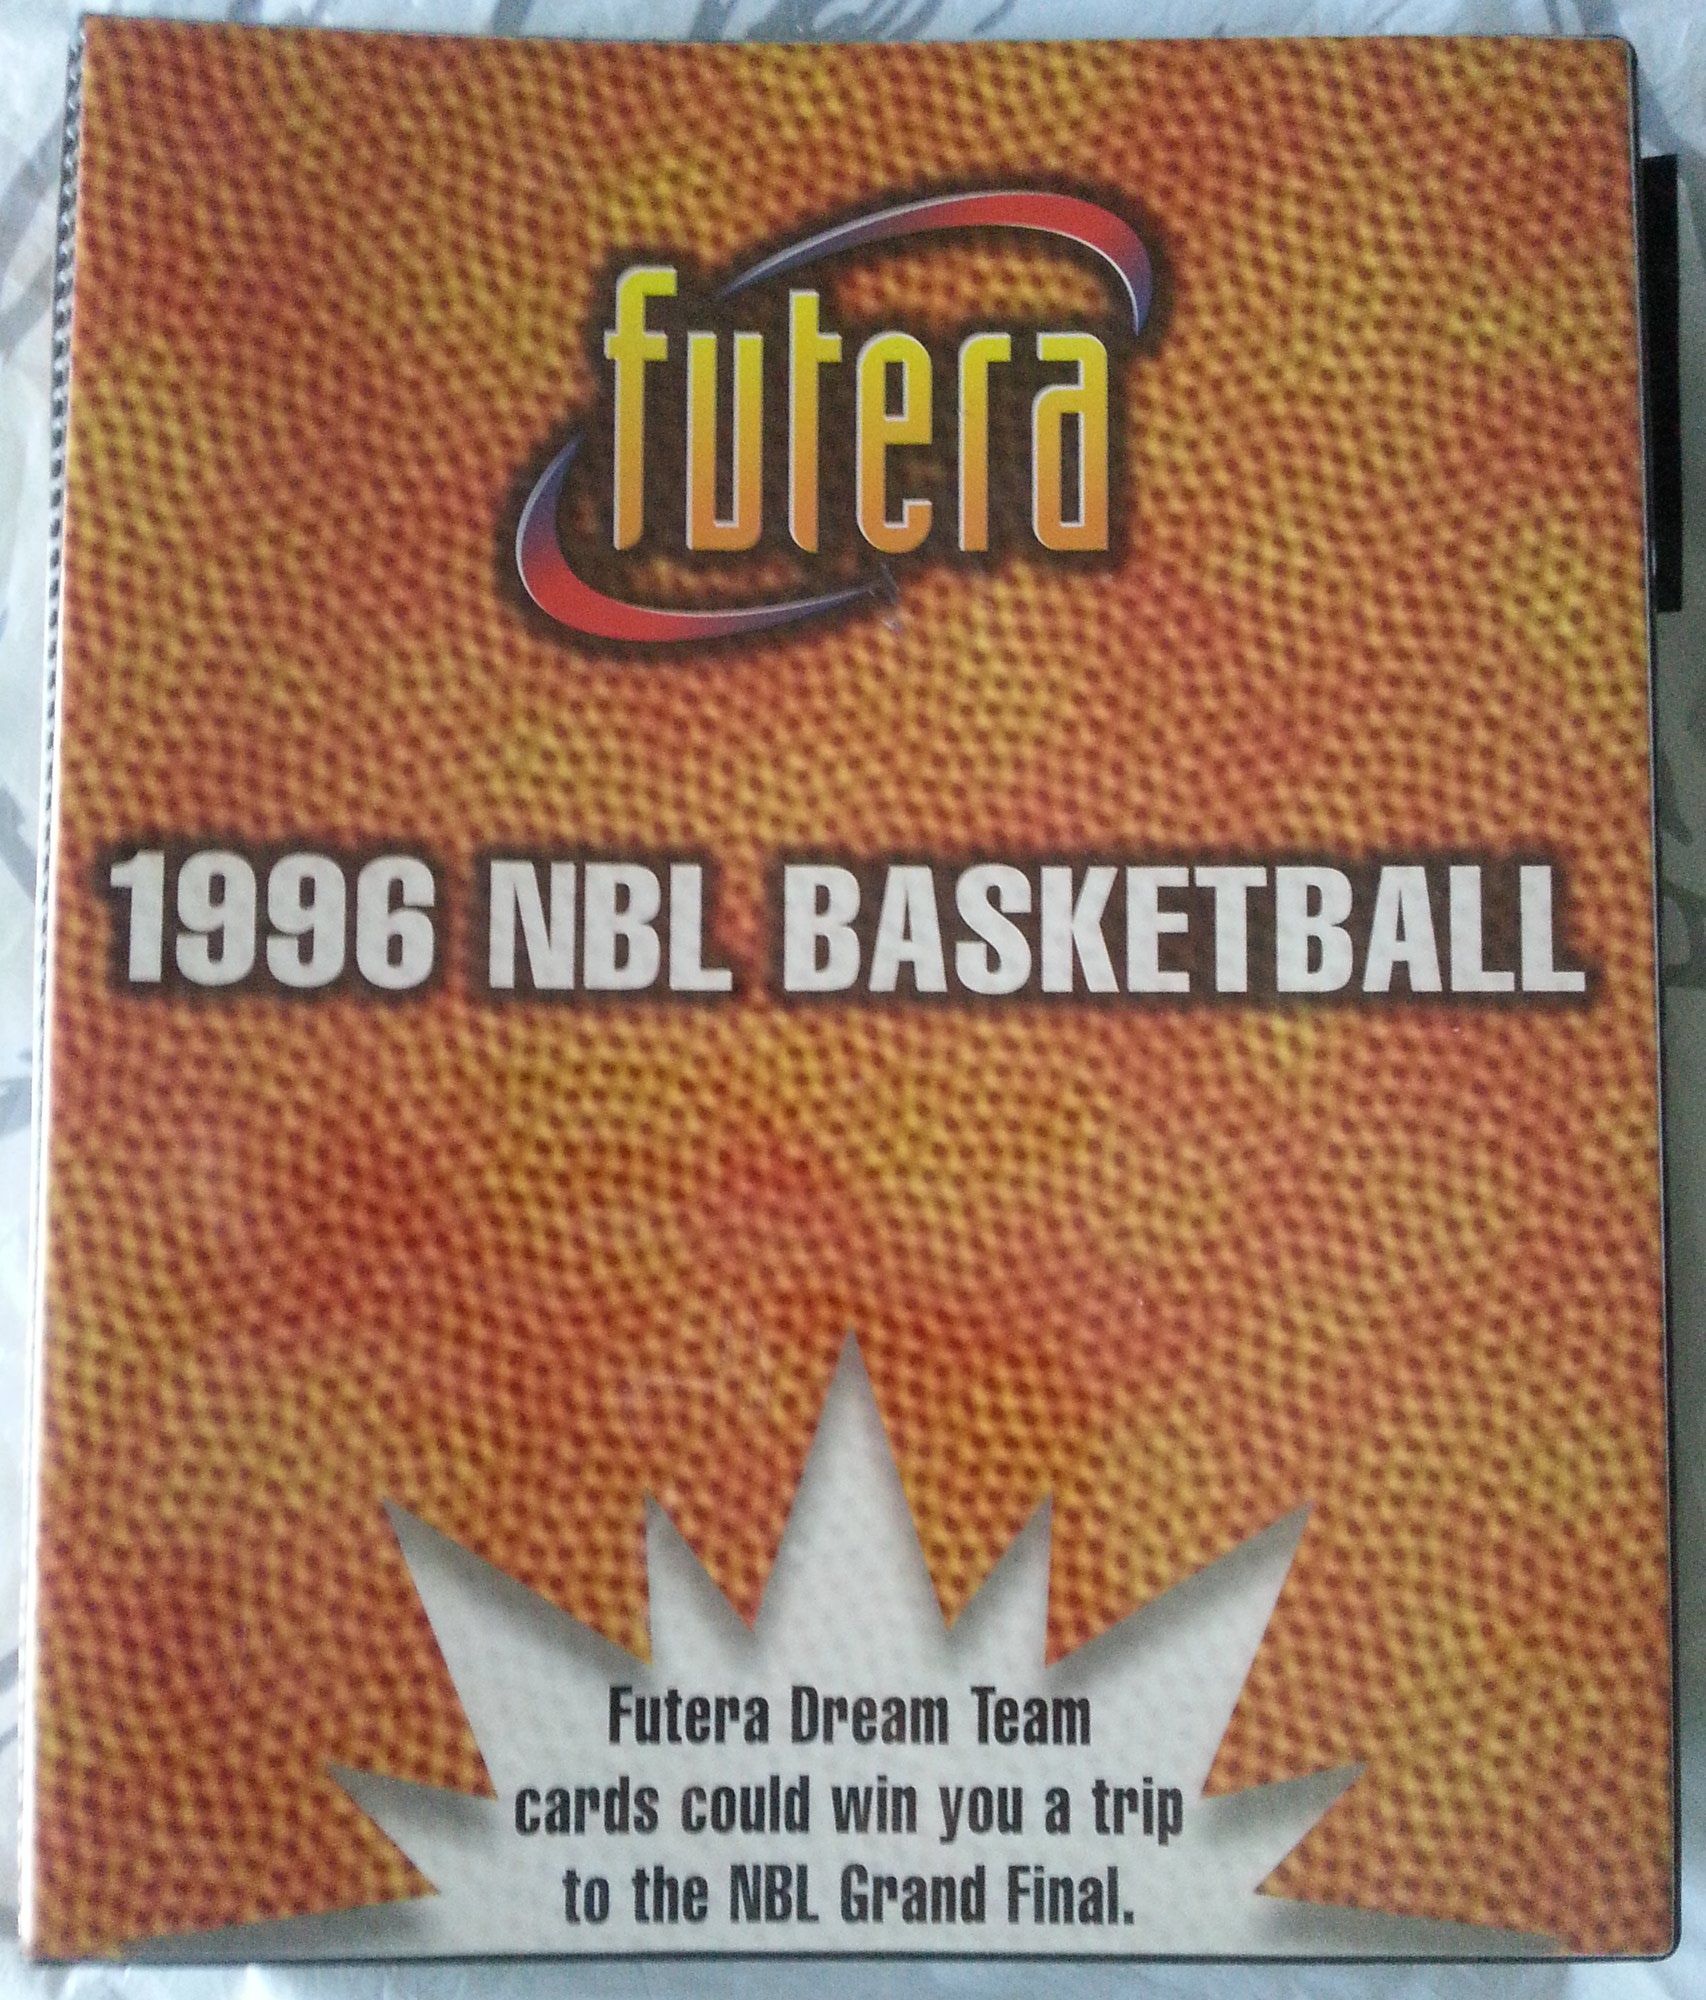 futera
1996 NBL BASKETBALL
Futera Dream Team
cards could win you a trip
to the NBL Grand Final.